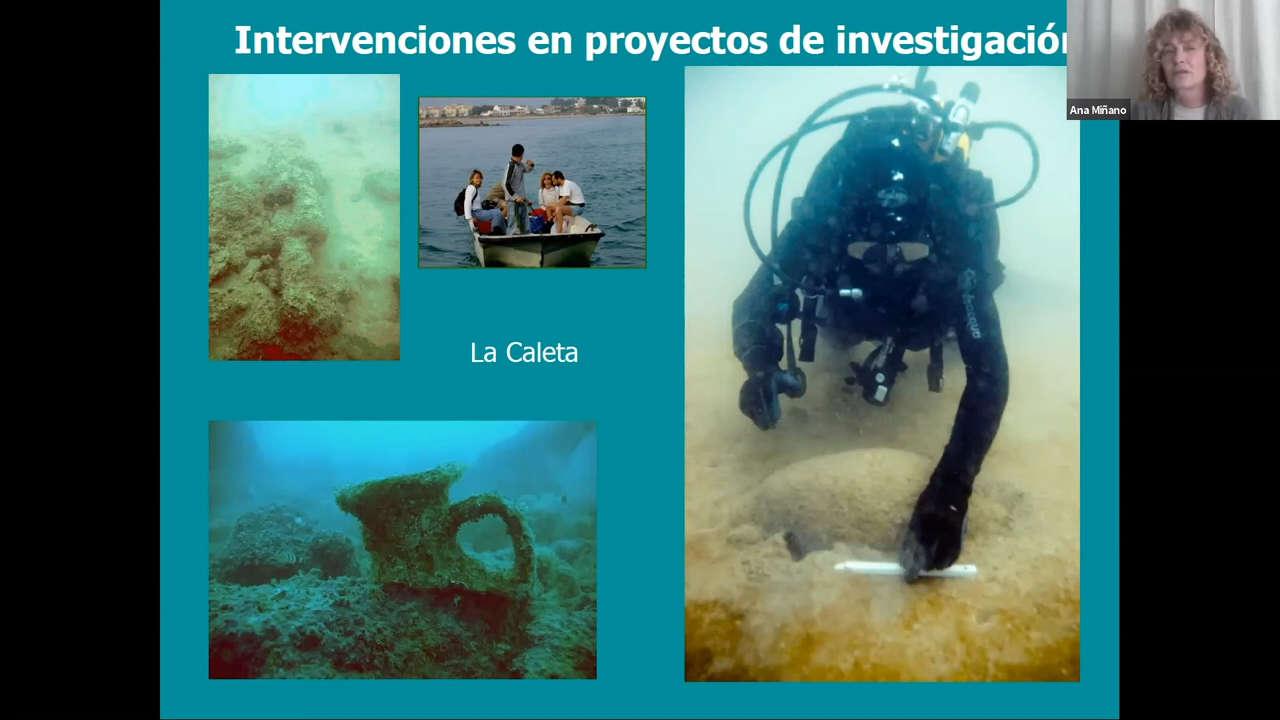 Intervenciones en proyectos de investigación
Ana Miñano
La Caleta